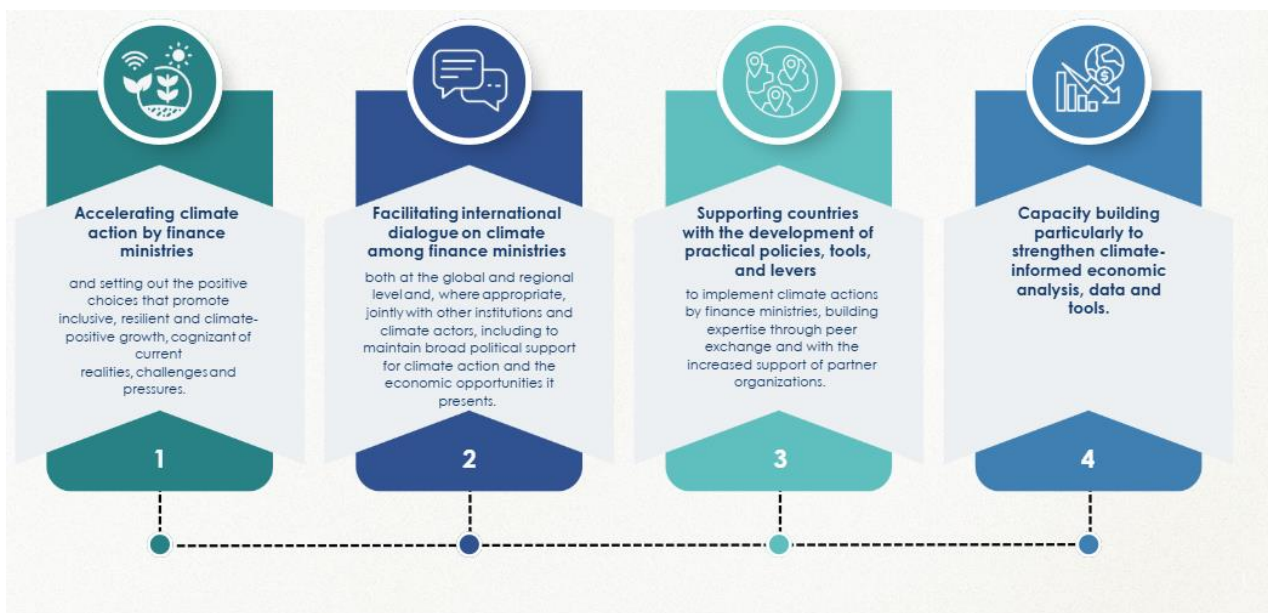 Accelerating climate
action by finance
ministries
and setting out the positive
choices that promote
inclusive, resilient and climate-
positive growth, cognizant of
current
realities, challenges and
pressures.
1
Facilitating international
dialogue on climate
among finance ministries
both at the global and regional
level and, where appropriate,
jointly with other institutions and
climate actors, including to
maintain broad political support
for climate action and the
economic opportunities it
presents.
2
Supporting countries
with the development of
practical policies, tools,
and levers
to implement climate actions
by finance ministries, building
expertise through peer
exchange and with the
increased support of partner
organizations.
3
$
Capacity building
particularly to
strengthen climate-
informed economic
analysis, data and
tools.
4